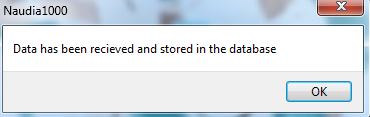 Naudia1000
Data has been recieved and stored in the database
OK